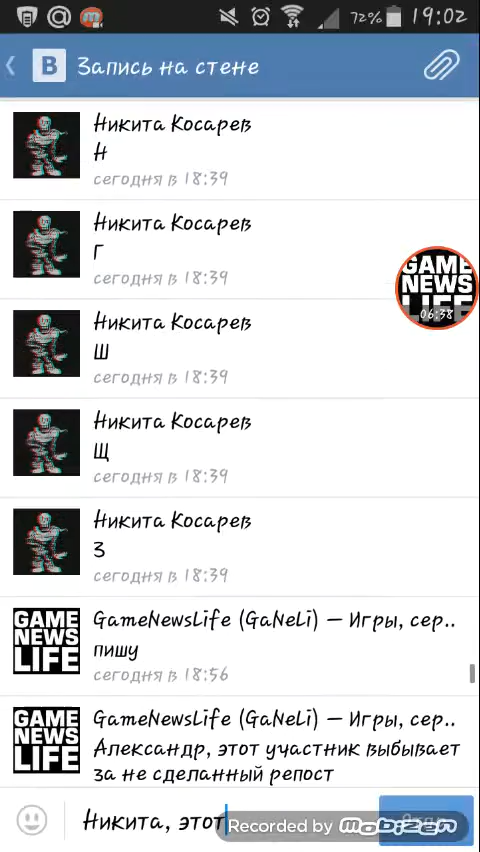 72% 19:02
В Запись на стене
Никита Косарев
Н
сегодня в 18:39
Никита Косарев
Г
сегодня в 18:39
GAME
NEWS
LIFE
06:38
Никита Косарев
Ш
сегодня в 18:39
Никита Косарев
Щ
сегодня в 18:39
Никита Косарев
З
сегодня в 18:39
GAME
NEWS
LIFE
GameNewsLife (GaNeLi) — Игры, сер..
пишу
сегодня в 18:56
GAME
NEWS
LIFE
GameNewsLife (GaNeLi) — Игры, сер..
Александр, этот участник выбывает
за не сделанный репост
Никита, этот
Recorded by mobizen